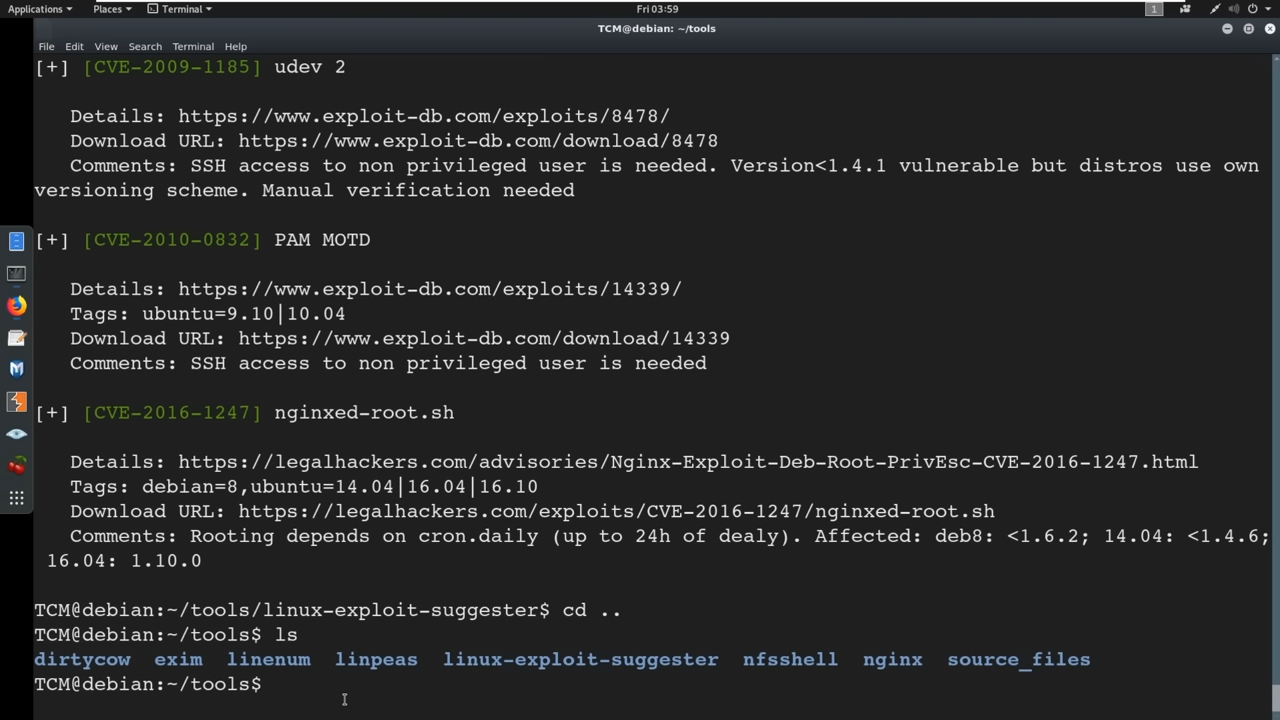 Applications Places Terminal Fri 03:59 1
TCM@debian: ~/tools
File Edit View Search Terminal Help
[+] [CVE-2009-1185] udev 2
Details: https://www.exploit-db.com/exploits/8478/
Download URL: https://www.exploit-db.com/download/8478
Comments: SSH access to non privileged user is needed. Version<1.4.1 vulnerable but distros use own
versioning scheme. Manual verification needed
[+] [CVE-2010-0832] PAM MOTD
Details: https://www.exploit-db.com/exploits/14339/
Tags: ubuntu=9.10|10.04
Download URL: https://www.exploit-db.com/download/14339
Comments: SSH access to non privileged user is needed
[+] [CVE-2016-1247] nginxed-root.sh
Details: https://legalhackers.com/advisories/Nginx-Exploit-Deb-Root-PrivEsc-CVE-2016-1247.html
Tags: debian=8,ubuntu=14.04|16.04|16.10
Download URL: https://legalhackers.com/exploits/CVE-2016-1247/nginxed-root.sh
Comments: Rooting depends on cron.daily (up to 24h of dealy). Affected: deb8: <1.6.2; 14.04: <1.4.6;
16.04: 1.10.0
TCM@debian:~/tools/linux-exploit-suggester$ cd ..
TCM@debian:~/tools$ ls
dirtycow exim linenum linpeas linux-exploit-suggester nfsshell nginx source_files
TCM@debian:~/tools$